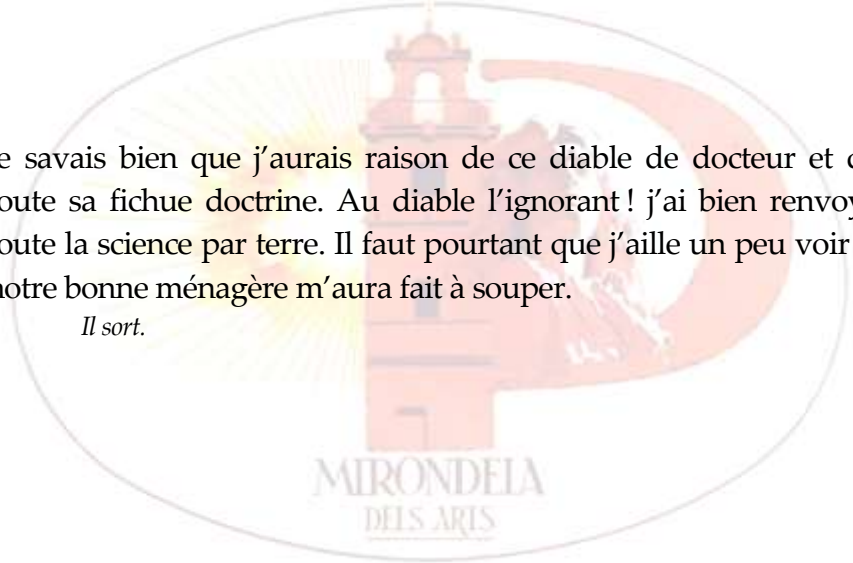 e savais bien que j’aurais raison de ce diable de docteur et d
oute sa fichue doctrine. Au diable l’ignorant ! j’ai bien renvoy
oute la science par terre. Il faut pourtant que j’aille un peu voir s
notre bonne ménagère m’aura fait à souper.
Il sort.
MIRONDELA
DELS ARTS